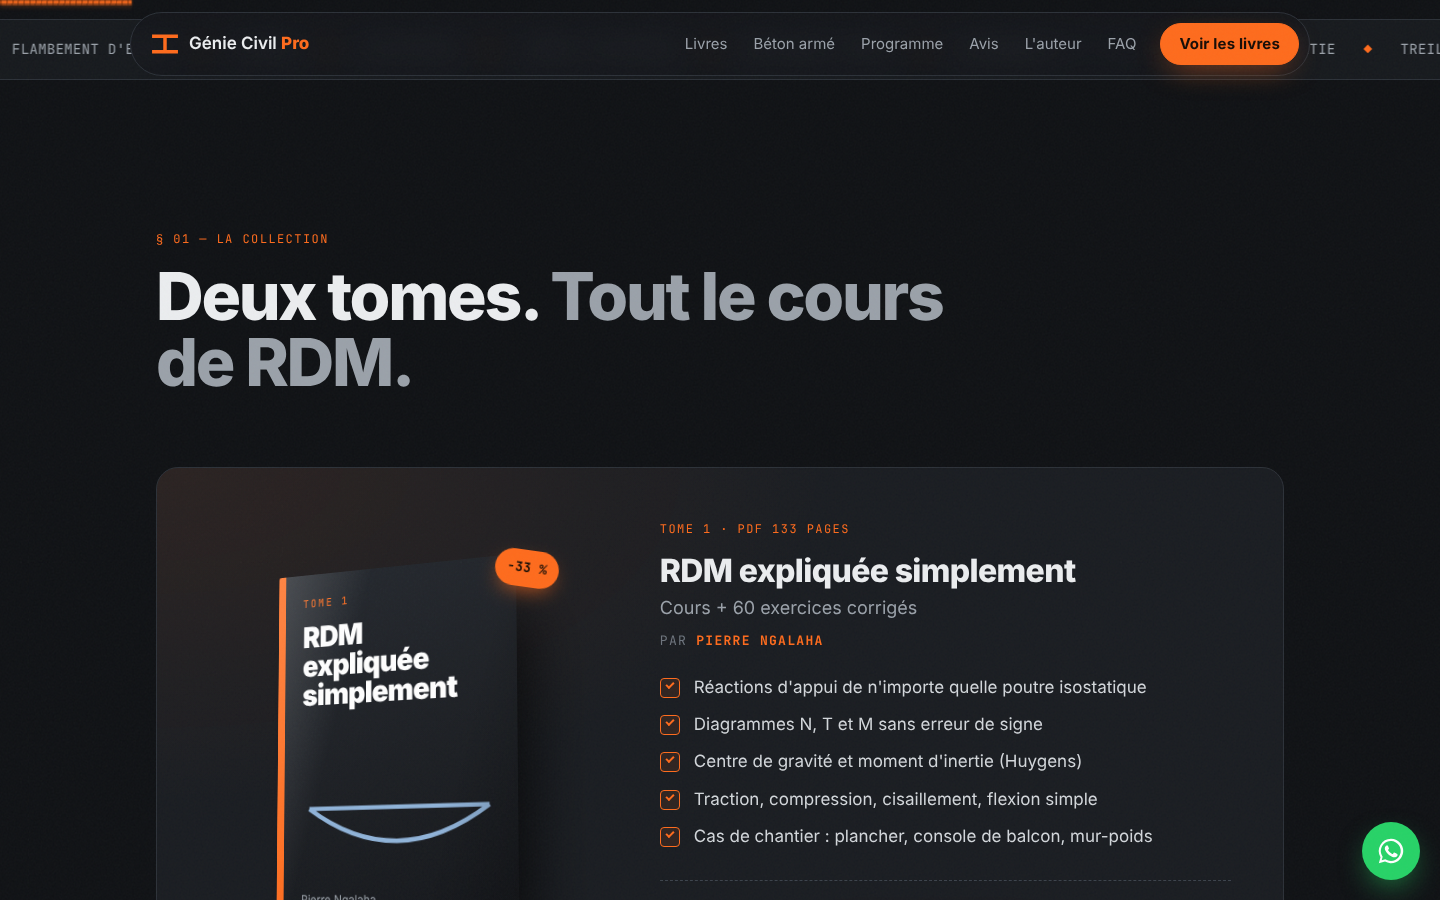 FLAMBEMENT D'E
Génie Civil Pro
Livres
Béton armé
Programme
Avis
L'auteur
FAQ
Voir les livres
TIE
TREIL
§ 01 — LA COLLECTION
Deux tomes. Tout le cours
de RDM.
-33 %
TOME 1
RDM
expliquée
simplement
Pierre Ngalaha
TOME 1 · PDF 133 PAGES
RDM expliquée simplement
Cours + 60 exercices corrigés
PAR PIERRE NGALAHA
Réactions d'appui de n'importe quelle poutre isostatique
Diagrammes N, T et M sans erreur de signe
Centre de gravité et moment d'inertie (Huygens)
Traction, compression, cisaillement, flexion simple
Cas de chantier : plancher, console de balcon, mur-poids